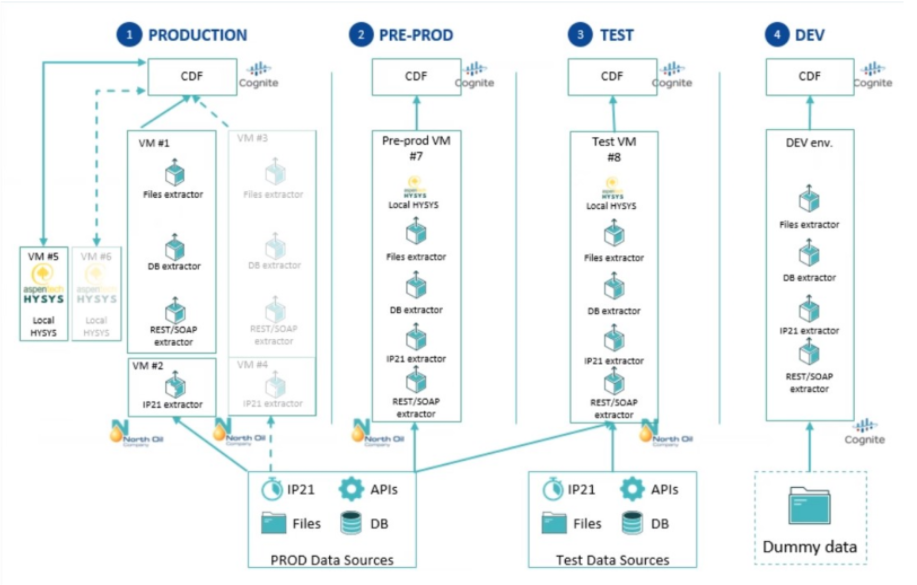 1 PRODUCTION
CDF
Cognite
VM #1
Files extractor
DB extractor
REST/SOAP
extractor
VM #2
IP21 extractor
VM #3
Files extractor
DB extractor
REST/SOAP
extractor
VM #4
IP21 extractor
VM #5
aspentech
HYSYS
Local
HYSYS
VM #6
aspentech
HYSYS
Local
HYSYS
North Oil
Company
North Oil
Company
2 PRE-PROD
CDF
Cognite
Pre-prod VM
#7
aspentech
HYSYS
Local HYSYS
Files extractor
DB extractor
IP21 extractor
REST/SOAP
extractor
North Oil
Company
3 TEST
CDF
Cognite
Test VM
#8
aspentech
HYSYS
Local HYSYS
Files extractor
DB extractor
IP21 extractor
REST/SOAP
extractor
North Oil
Company
4 DEV
CDF
Cognite
DEV env.
Files extractor
DB extractor
IP21 extractor
REST/SOAP
extractor
Cognite
IP21 APIs
Files DB
PROD Data Sources
IP21 APIs
Files DB
Test Data Sources
Dummy data